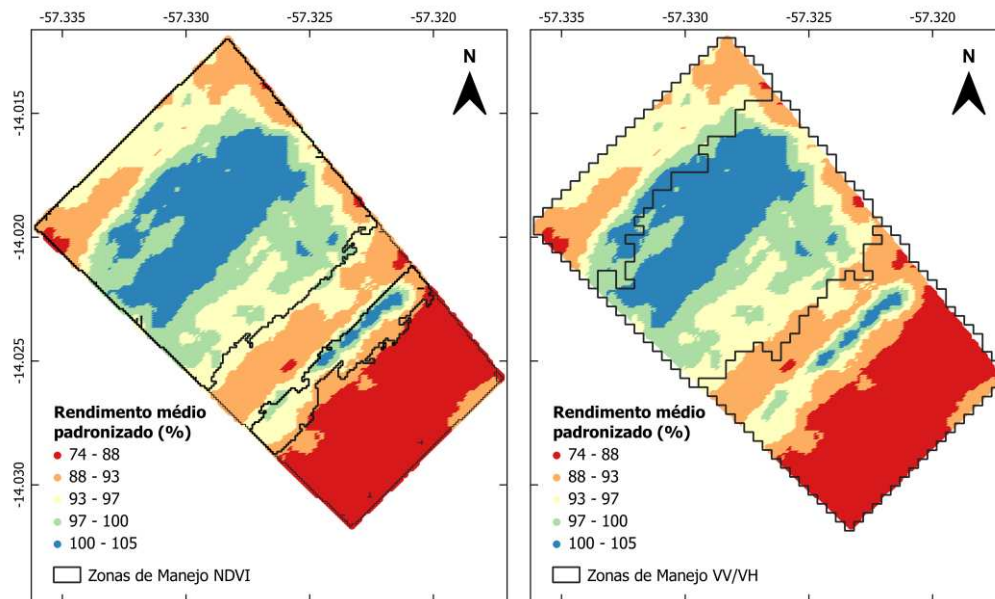 -57.335 -57.330 -57.325 -57.320
-57.335 -57.330 -57.325 -57.320
N
N
-14.015
-14.020
-14.025
-14.030
Rendimento médio
padronizado (%)
74 - 88
88 - 93
93 - 97
97 - 100
100 - 105
Zonas de Manejo NDVI
Rendimento médio
padronizado (%)
74 - 88
88 - 93
93 - 97
97 - 100
100 - 105
Zonas de Manejo VV/VH